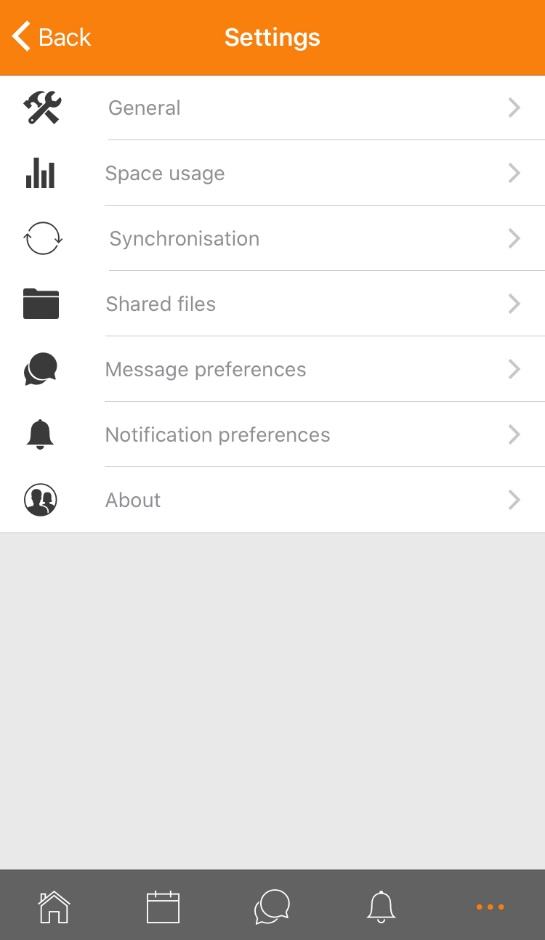 Back
Settings
General
Space usage
Synchronisation
Shared files
Message preferences
Notification preferences
About